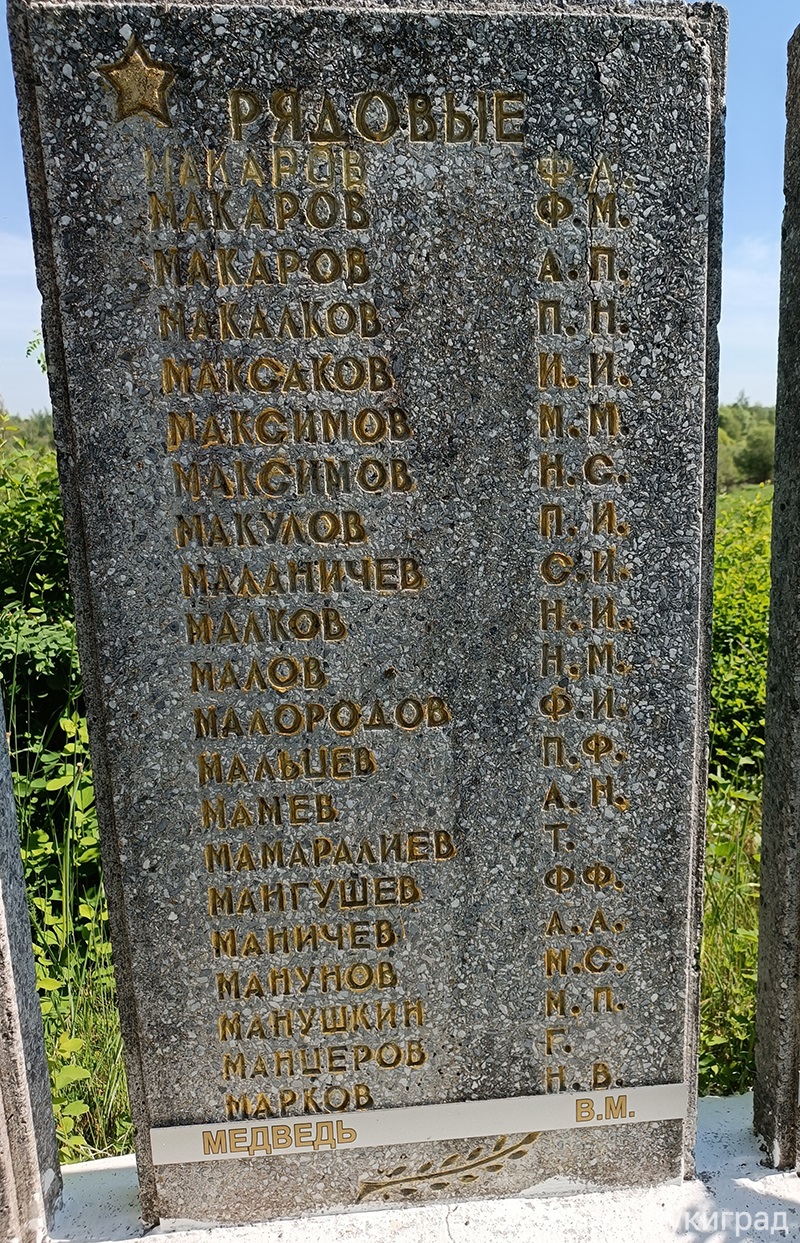 РЯДОВЫЕ
МАКАРОВ Ф.А.
МАКАРОВ Ф.М.
МАКАРОВ А.П.
МАКАЛКОВ П.Н.
МАКСАКОВ И.И.
МАКСИМОВ М.М.
МАКСИМОВ Н.С.
МАКУЛОВ П.И.
МАЛАНИЧЕВ С.И.
МАЛКОВ Н.И.
МАЛОВ Н.М.
МАЛОРОДОВ Ф.И.
МАЛЬЦЕВ П.Ф.
МАМЕВ А.Н.
МАМАРАЛИЕВ Т.
МАНГУШЕВ ФФ.
МАНИЧЕВ А.А.
МАНУНОВ М.С.
МАНУШКИН М.П.
МАНЦЕРОВ Г.
МАРКОВ Н.В.
МЕДВЕДЬ В.М.